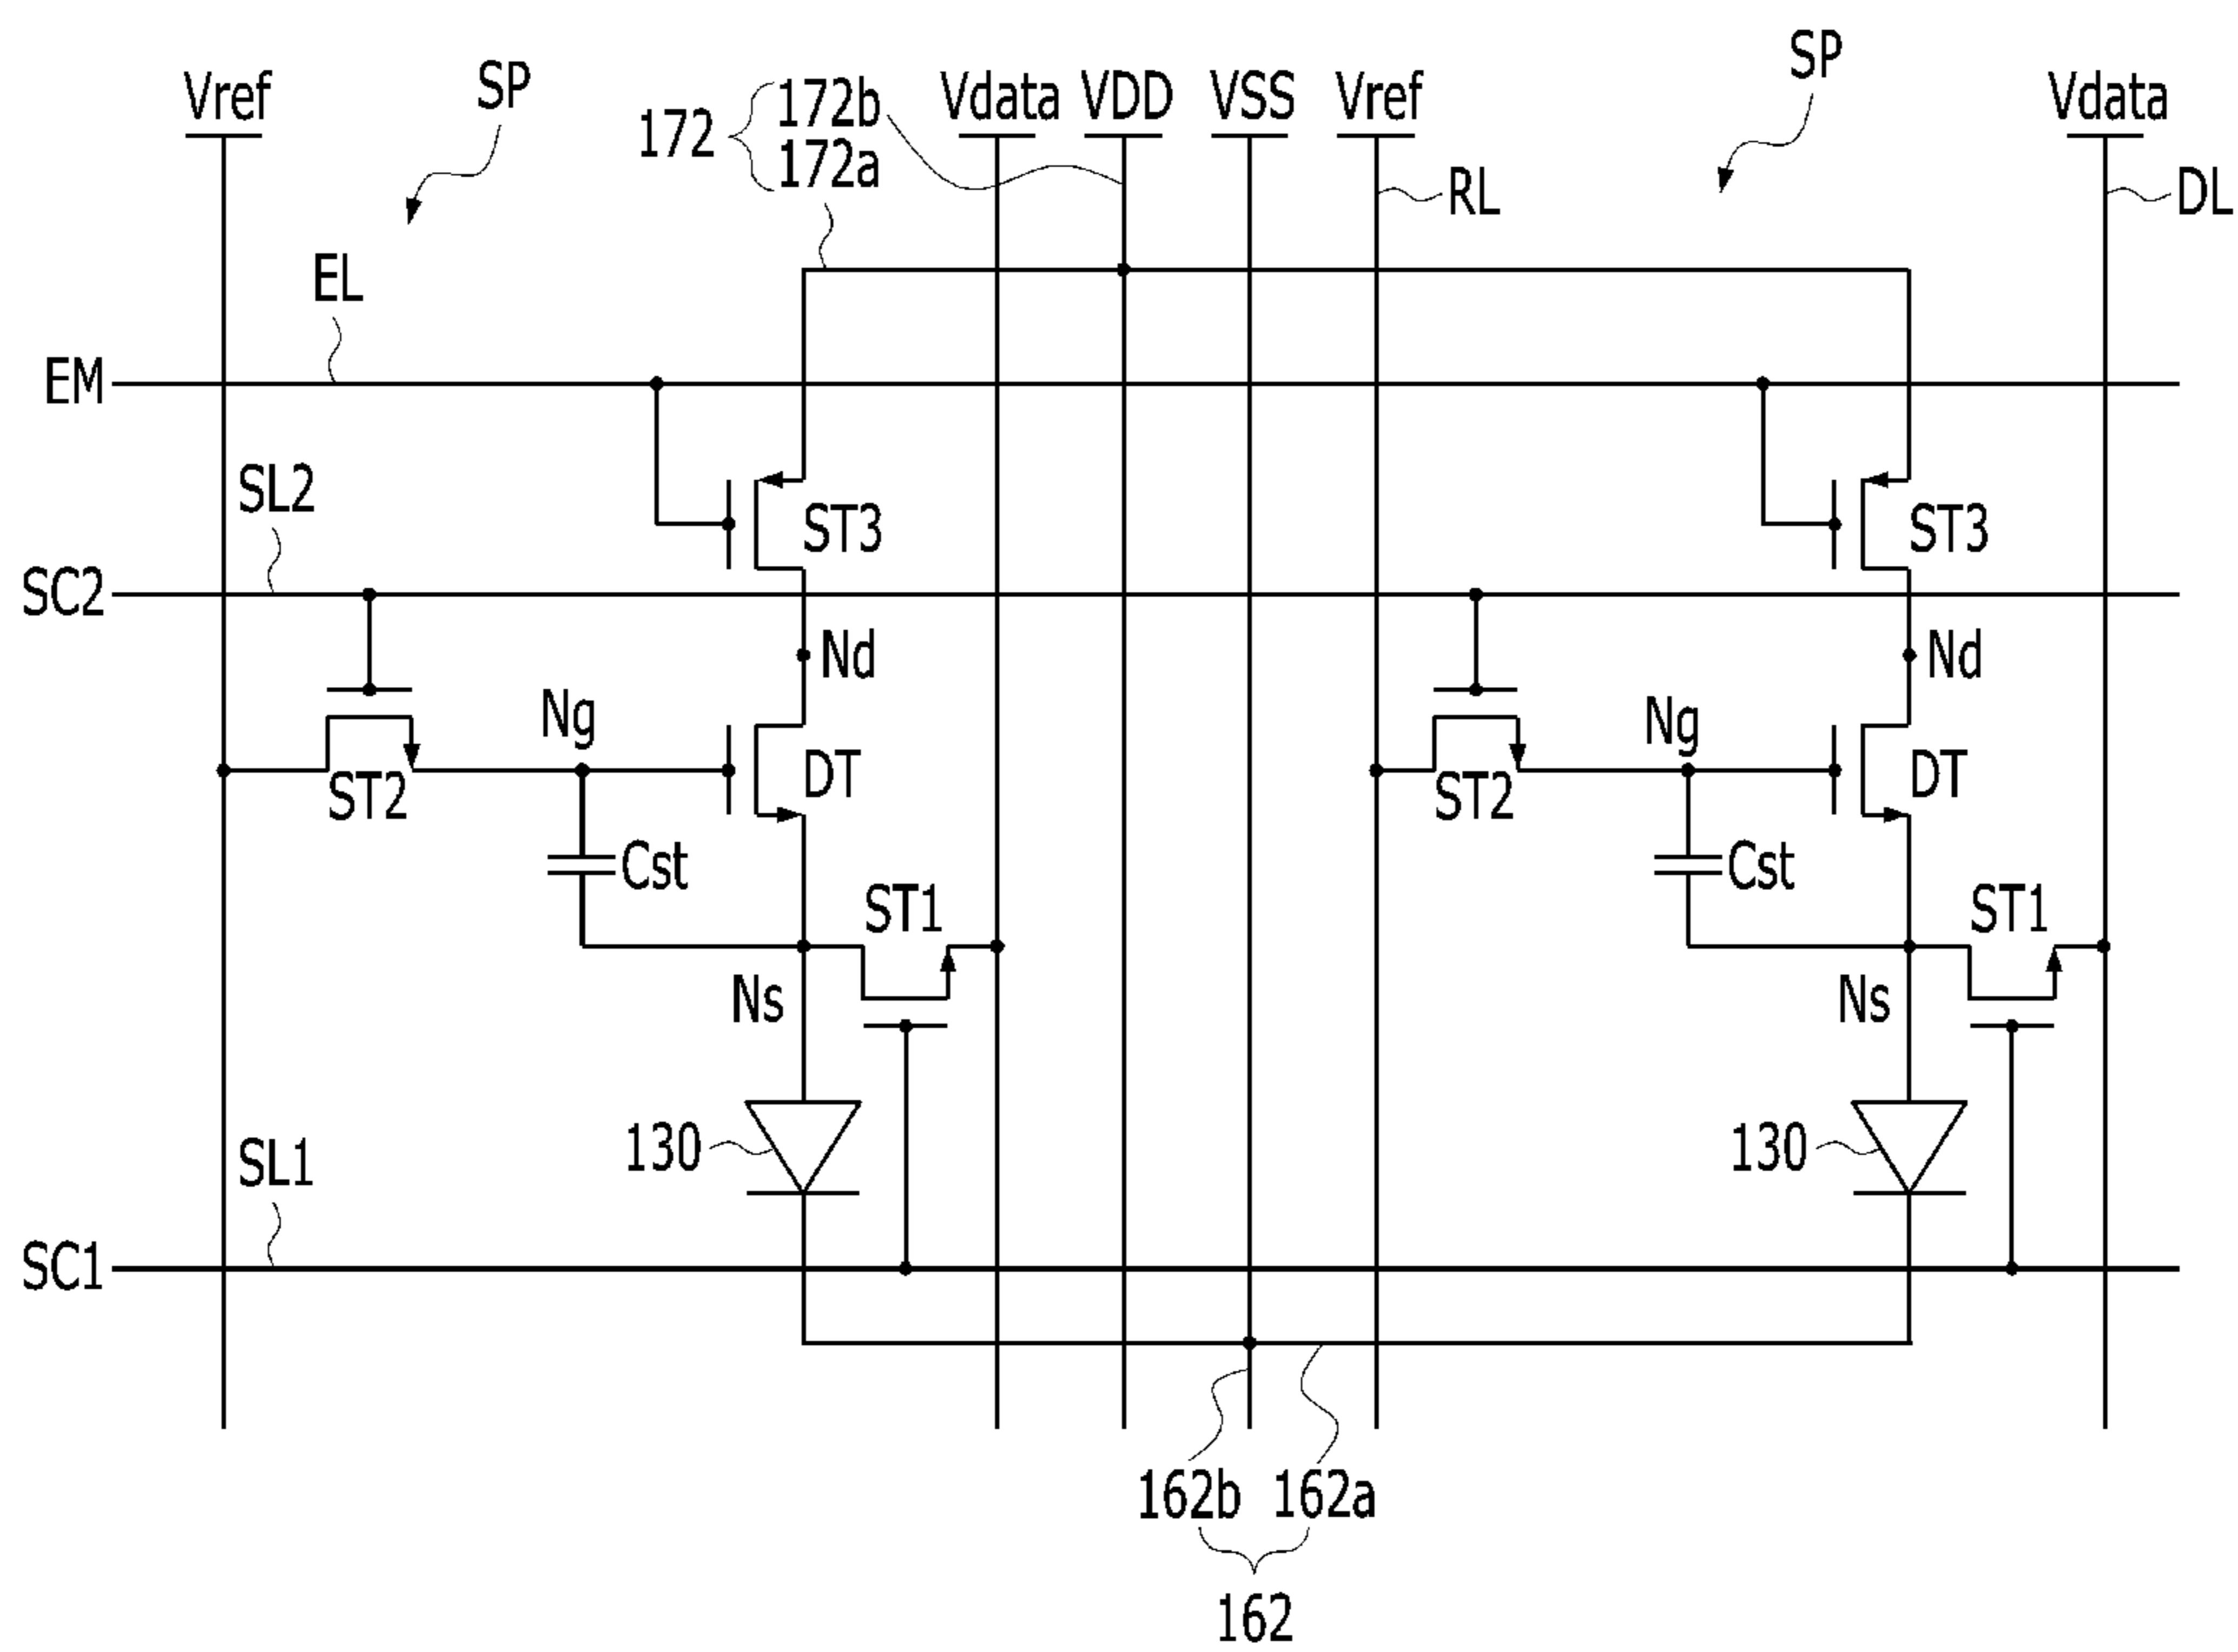 SP
SP
Vref
172
172b
172a
Vdata
VDD
VSS
Vref
Vdata
RL
DL
EL
EM
SL2
ST3
ST3
SC2
Nd
Nd
Ng
Ng
ST2
DT
ST2
DT
Cst
Cst
ST1
ST1
Ns
Ns
130
130
SL1
SC1
162b
162a
162